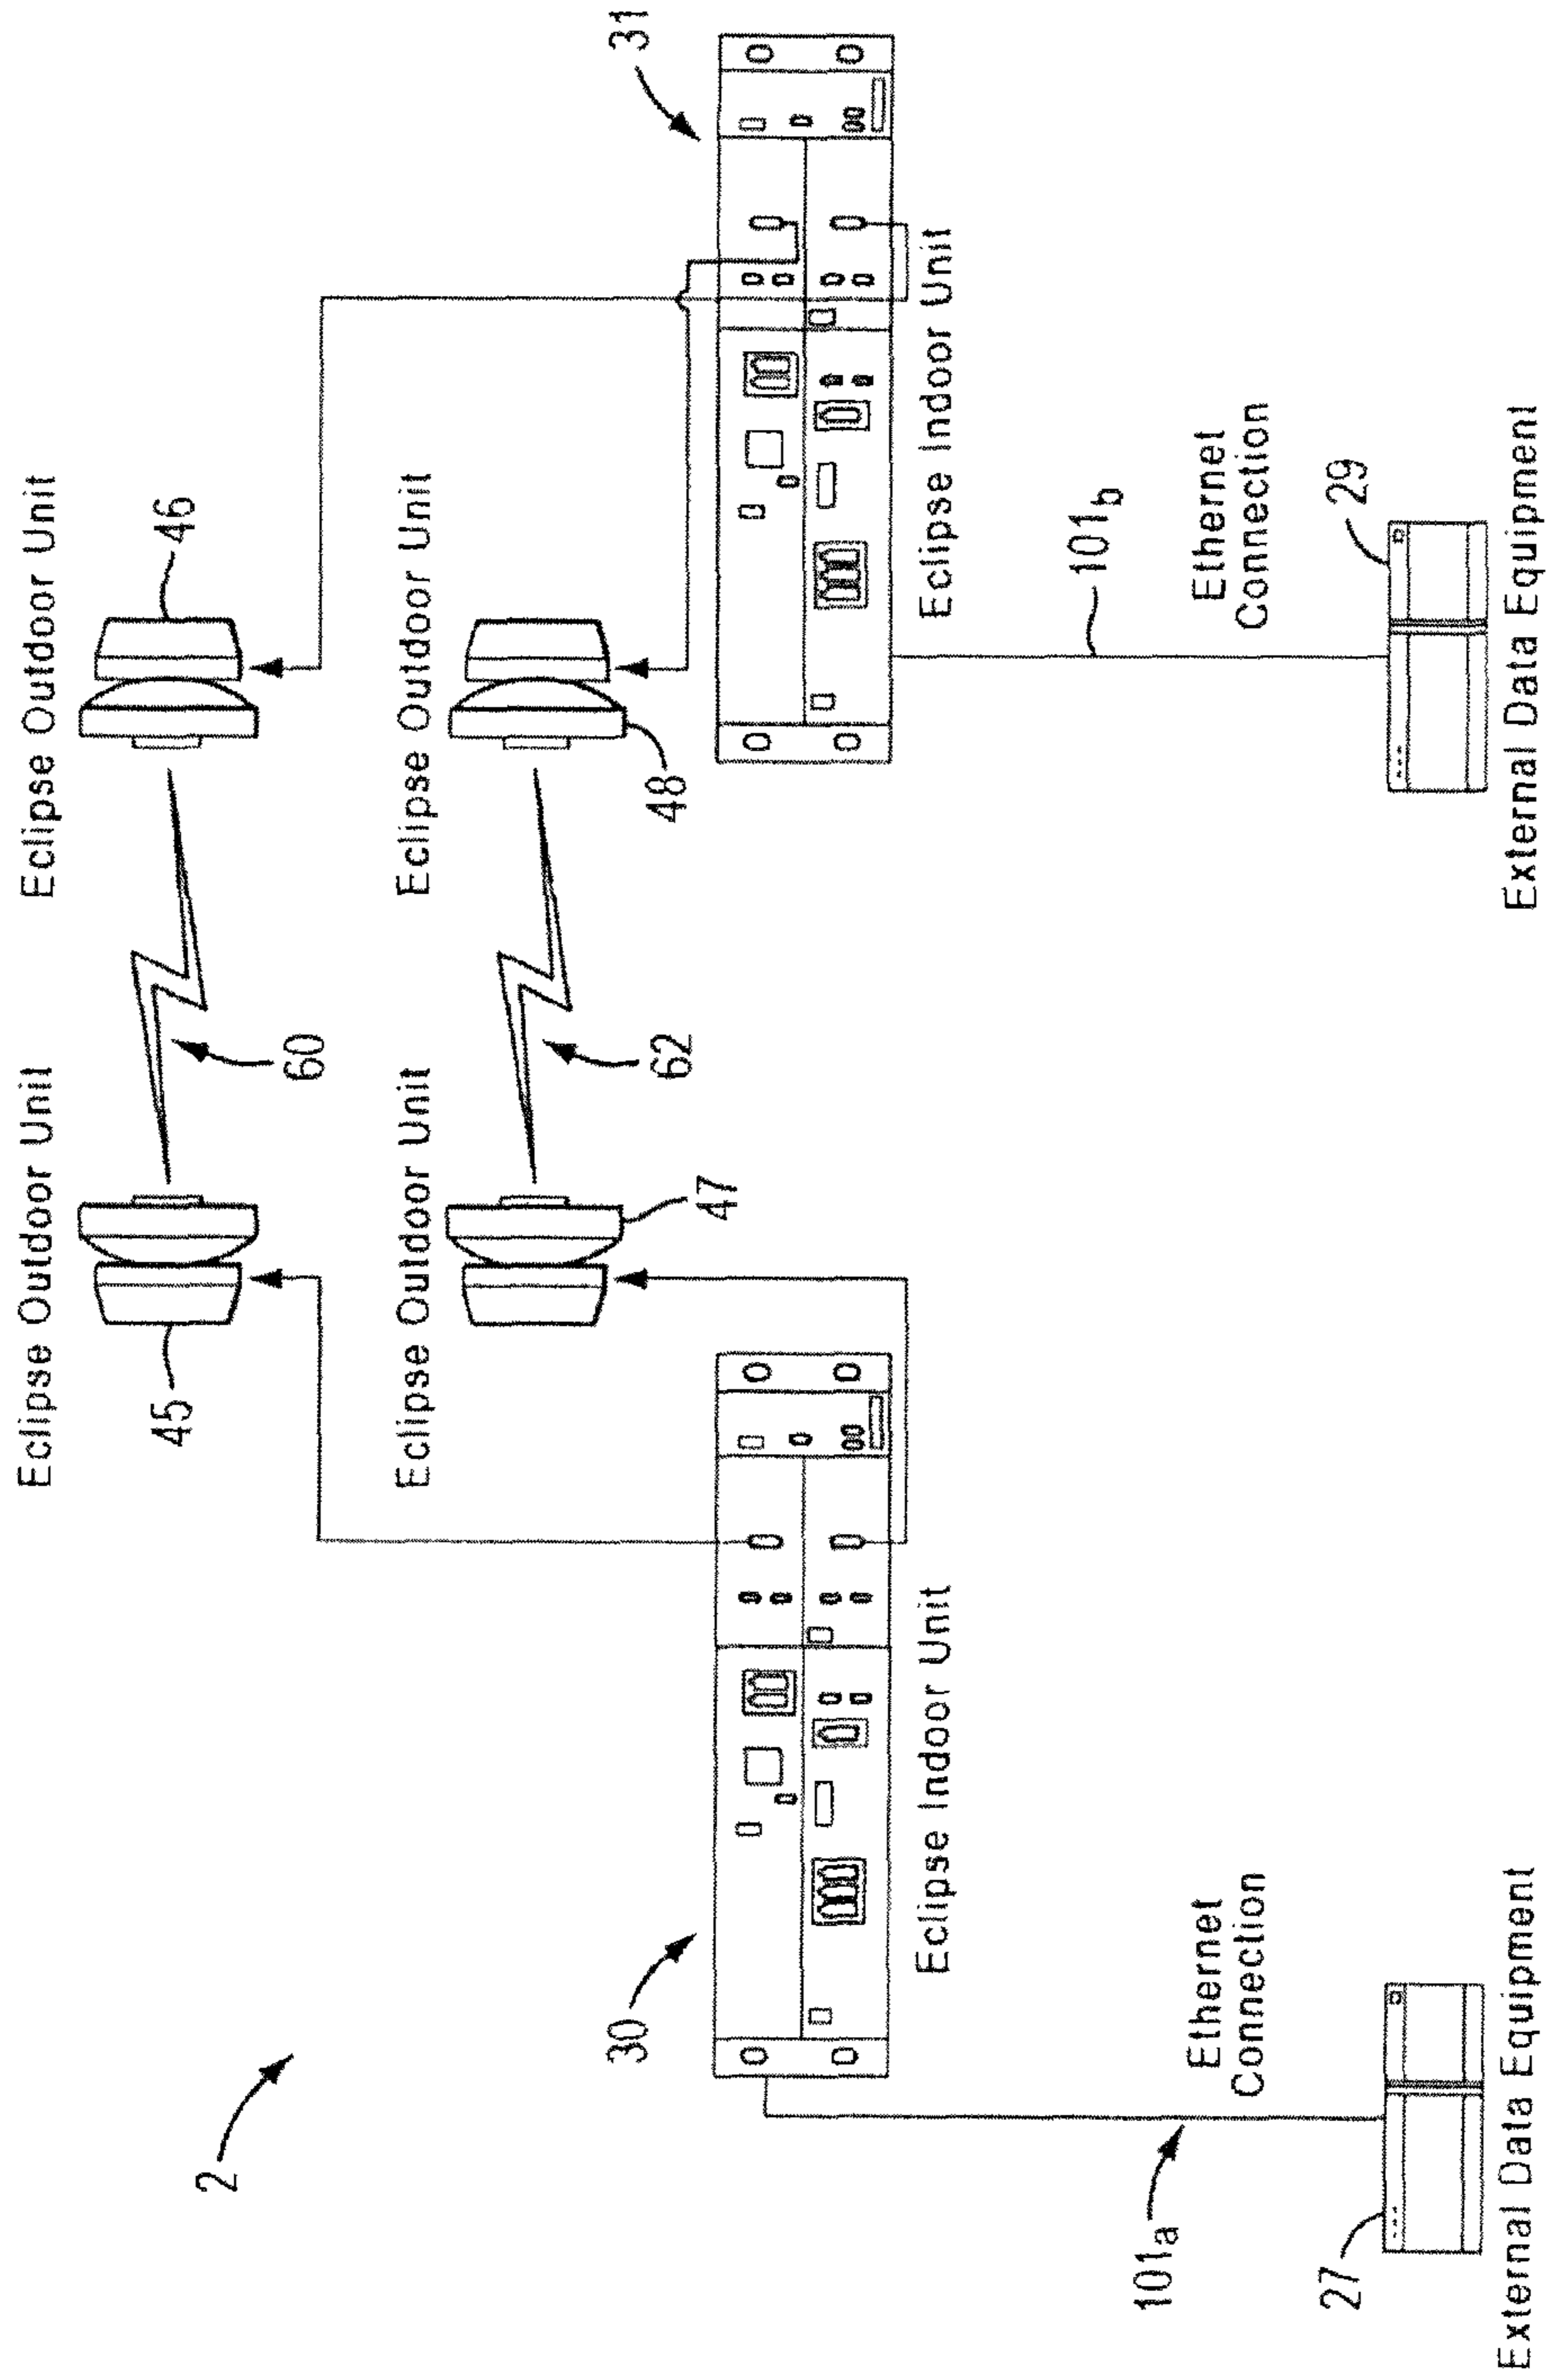 Eclipse Outdoor Unit
Eclipse Outdoor Unit
45
60
46
Eclipse Outdoor Unit
Eclipse Outdoor Unit
47
62
48
2
30
31
Eclipse Indoor Unit
Eclipse Indoor Unit
101a
Ethernet
Connection
101b
Ethernet
Connection
27
29
External Data Equipment
External Data Equipment